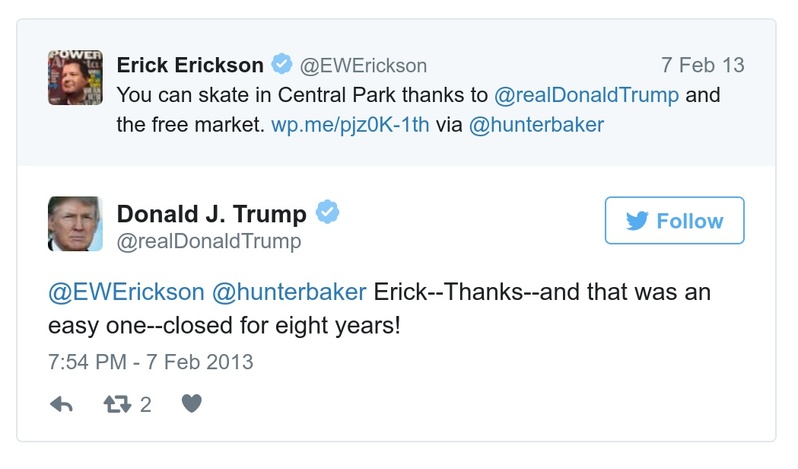 Erick Erickson @EWErickson 7 Feb 13
You can skate in Central Park thanks to @realDonaldTrump and
the free market. wp.me/pjz0K-1th via @hunterbaker
Donald J. Trump
@realDonaldTrump
Follow
@EWErickson @hunterbaker Erick--Thanks--and that was an
easy one--closed for eight years!
7:54 PM - 7 Feb 2013
2